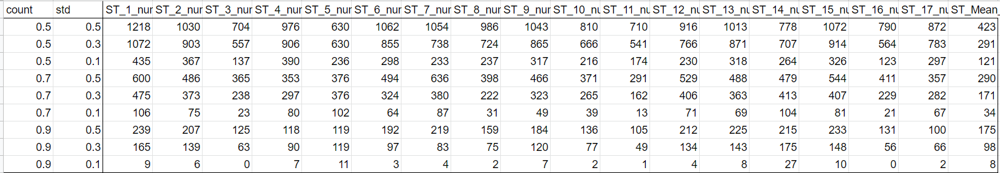 count std ST_1_nur ST_2_nur ST_3_nur ST_4_nur ST_5_nur ST_6_nur ST_7_nur ST_8_nur ST_9_nur ST_10_nu ST_11_nu ST_12_nu ST_13_nu ST_14_nu ST_15_nu ST_16_nu ST_17_nu ST_Mean_
0.5 0.5 1218 1030 704 976 630 1062 1054 986 1043 810 710 916 1013 778 1072 790 872 423
0.5 0.3 1072 903 557 906 630 855 738 724 865 666 541 766 871 707 914 564 783 291
0.5 0.1 435 367 137 390 236 298 233 237 317 216 174 230 318 264 326 123 297 121
0.7 0.5 600 486 365 353 376 494 636 398 466 371 291 529 488 479 544 411 357 290
0.7 0.3 475 373 238 297 376 324 380 222 323 265 162 406 363 413 407 229 282 171
0.7 0.1 106 75 23 80 102 64 87 31 49 39 13 71 69 104 81 21 67 34
0.9 0.5 239 207 125 118 119 192 219 159 184 136 105 212 225 215 233 131 100 175
0.9 0.3 165 139 63 90 119 97 83 75 120 77 49 134 143 175 148 56 66 98
0.9 0.1 9 6 0 7 11 3 4 2 7 2 1 4 8 27 10 0 2 8